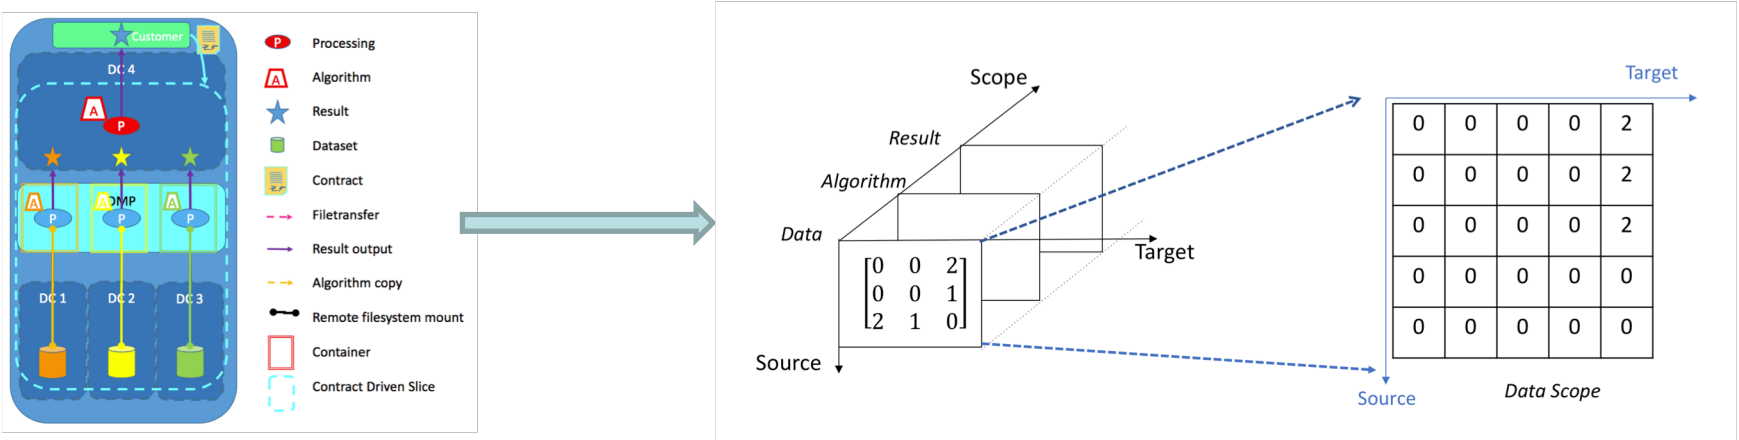 Customer
DC 4
A
P
A
A
DMP
A
P
P
P
DC 1
DC 2
DC 3
P
Processing
A
Algorithm
Result
Dataset
Contract
Filetransfer
Result output
Algorithm copy
Remote filesystem mount
Container
Contract Driven Slice
Scope
Result
Algorithm
Data
Target
0 0 2
0 0 1
2 1 0
Source
Target
0 0 0 0 2
0 0 0 0 2
0 0 0 0 2
0 0 0 0 0
0 0 0 0 0
Source
Data Scope